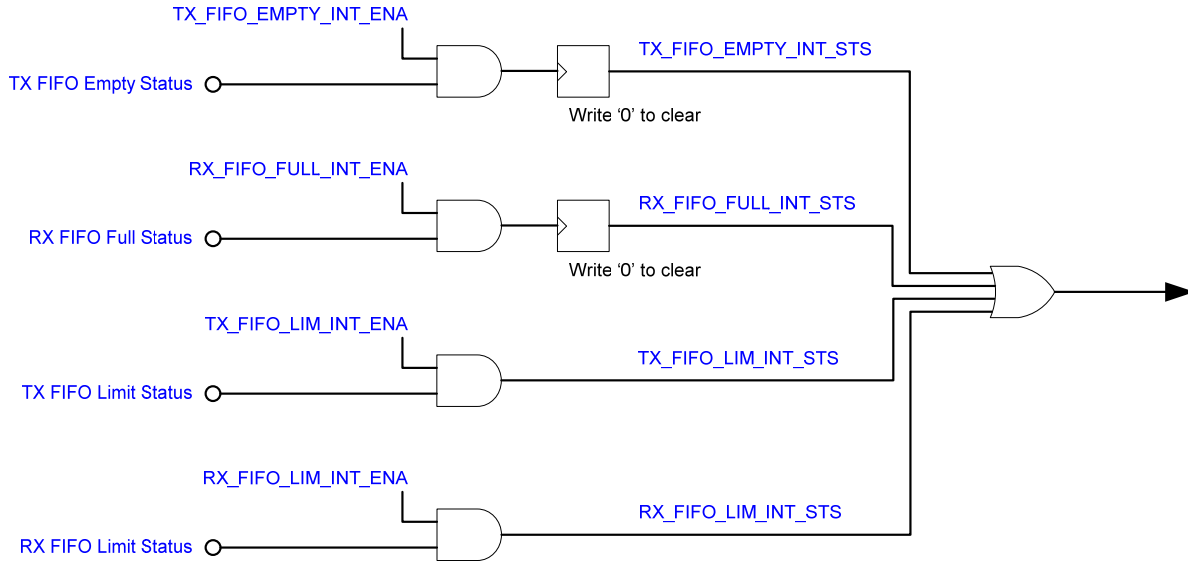 TX_FIFO_EMPTY_INT_ENA
TX_FIFO_EMPTY_INT_STS
TX FIFO Empty Status
Write ‘0’ to clear
RX_FIFO_FULL_INT_ENA
RX_FIFO_FULL_INT_STS
RX FIFO Full Status
Write ‘0’ to clear
TX_FIFO_LIM_INT_ENA
TX_FIFO_LIM_INT_STS
TX FIFO Limit Status
RX_FIFO_LIM_INT_ENA
RX_FIFO_LIM_INT_STS
RX FIFO Limit Status